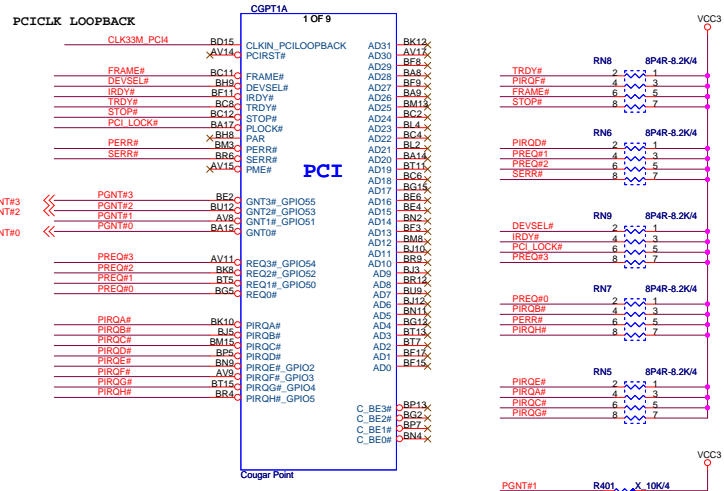 PCICLK LOOPBACK
CGPT1A
1 OF 9
VCC3
CLK33M_PCI4 BD15 CLKIN_PCILOOPBACK AD31 BK12
AV14 PCIRST# AD30 AV17
AD29 BF8
FRAME# BC11 FRAME# AD28 BA8
DEVSEL# BH9 DEVSEL# AD27 BF9
IRDY# BF11 IRDY# AD26 BA9
TRDY# BC8 TRDY# AD25 BM13
STOP# BC12 STOP# AD24 BC2
PCI_LOCK# BA17 PLOCK# AD23 BL4
BH8 PAR AD22 BC4
PERR# BM3 PERR# AD21 BL2
SERR# BR6 SERR# AD20 BA14
AV15 PME# AD19 BT11
PCI
AD18 BC6
AD17 BG15
PGNT#3 BE2 GNT3#_GPIO55 AD16 BE6
PGNT#2 BU12 GNT2#_GPIO53 AD15 BE4
PGNT#1 AV8 GNT1#_GPIO51 AD14 BN2
PGNT#0 BA15 GNT0# AD13 BF3
NT#3
NT#2
NT#0
AD12 BM8
AD11 BJ10
PREQ#3 AV11 REQ3#_GPIO54 AD10 BR9
PREQ#2 BK8 REQ2#_GPIO52 AD9 BJ3
PREQ#1 BT5 REQ1#_GPIO50 AD8 BR12
PREQ#0 BG5 REQ0# AD7 BU9
AD6 BJ12
AD5 BN11
PIRQA# BK10 PIRQA# AD4 BG12
PIRQB# BJ5 PIRQB# AD3 BT13
PIRQC# BM15 PIRQC# AD2 BT7
PIRQD# BP5 PIRQD# AD1 BF17
PIRQE# BN9 PIRQE#_GPIO2 AD0 BF15
PIRQF# AV9 PIRQF#_GPIO3
PIRQG# BT15 PIRQG#_GPIO4
PIRQH# BR4 PIRQH#_GPIO5
C_BE3# BP13
C_BE2# BG2
C_BE1# BP7
C_BE0# BN4
Cougar Point
RN8 8P4R-8.2K/4
TRDY# 2 1
PIRQF# 4 3
FRAME# 6 5
STOP# 8 7
RN6 8P4R-8.2K/4
PIRQD# 2 1
PREQ#1 4 3
PREQ#2 6 5
SERR# 8 7
RN9 8P4R-8.2K/4
DEVSEL# 2 1
IRDY# 4 3
PCI_LOCK# 6 5
PREQ#3 8 7
RN7 8P4R-8.2K/4
PREQ#0 2 1
PIRQB# 4 3
PERR# 6 5
PIRQH# 8 7
RN5 8P4R-8.2K/4
PIRQE# 2 1
PIRQA# 4 3
PIRQC# 6 5
PIRQG# 8 7
VCC3
PGNT#1 R401 X_10K/4